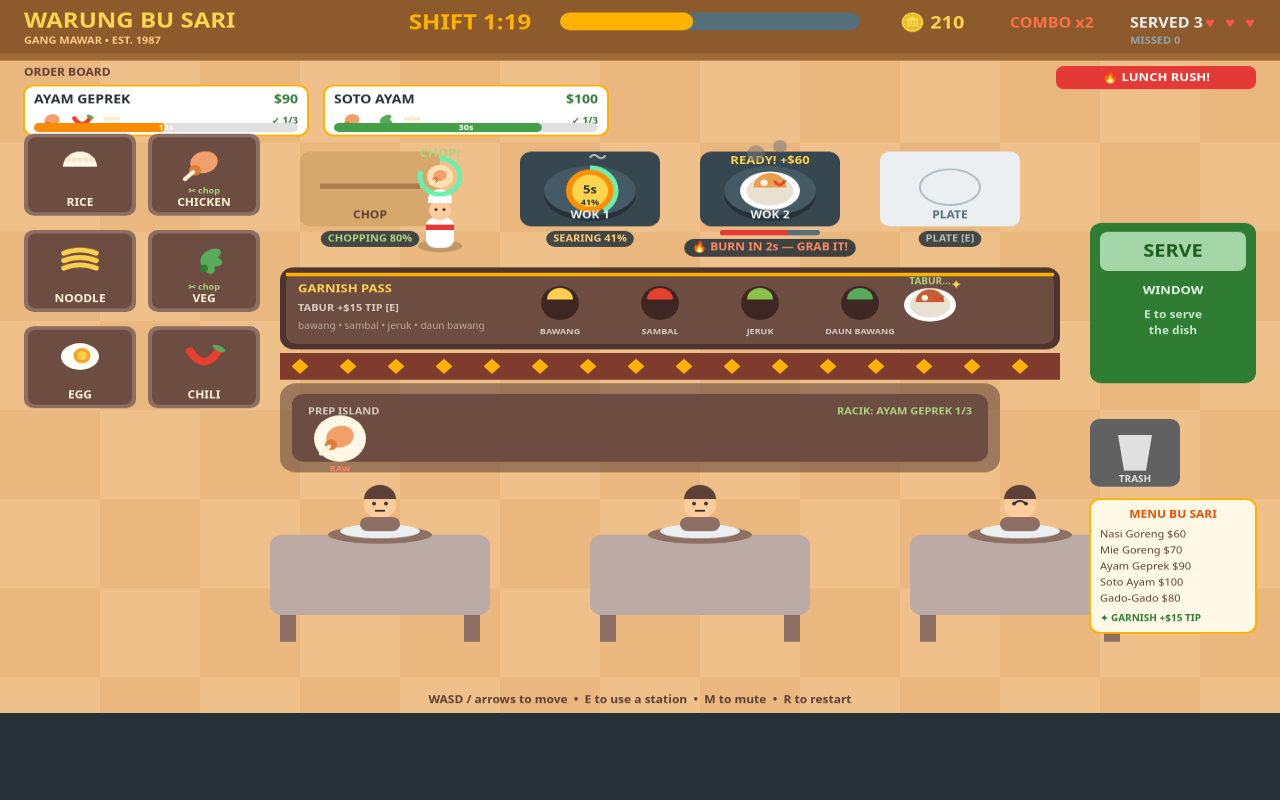 WARUNG BU SARI
GANG MAWAR • EST. 1987
SHIFT 1:19
210
COMBO x2
SERVED 3
MISSED 0
ORDER BOARD
🔥 LUNCH RUSH!
AYAM GEPREK $90
✓ 1/3
SOTO AYAM $100
✓ 1/3
30s
RICE
✂ chop
CHICKEN
NOODLE
✂ chop
VEG
EGG
CHILI
CHOP!
CHOP
CHOPPING 80%
5s
41%
WOK 1
SEARING 41%
READY! +$60
WOK 2
🔥 BURN IN 2s — GRAB IT!
PLATE
PLATE [E]
GARNISH PASS
TABUR +$15 TIP [E]
bawang • sambal • jeruk • daun bawang
BAWANG
SAMBAL
JERUK
DAUN BAWANG
TABUR...
SERVE
WINDOW
E to serve
the dish
PREP ISLAND
RACIK: AYAM GEPREK 1/3
RAW
TRASH
MENU BU SARI
Nasi Goreng $60
Mie Goreng $70
Ayam Geprek $90
Soto Ayam $100
Gado-Gado $80
✦ GARNISH +$15 TIP
WASD / arrows to move • E to use a station • M to mute • R to restart